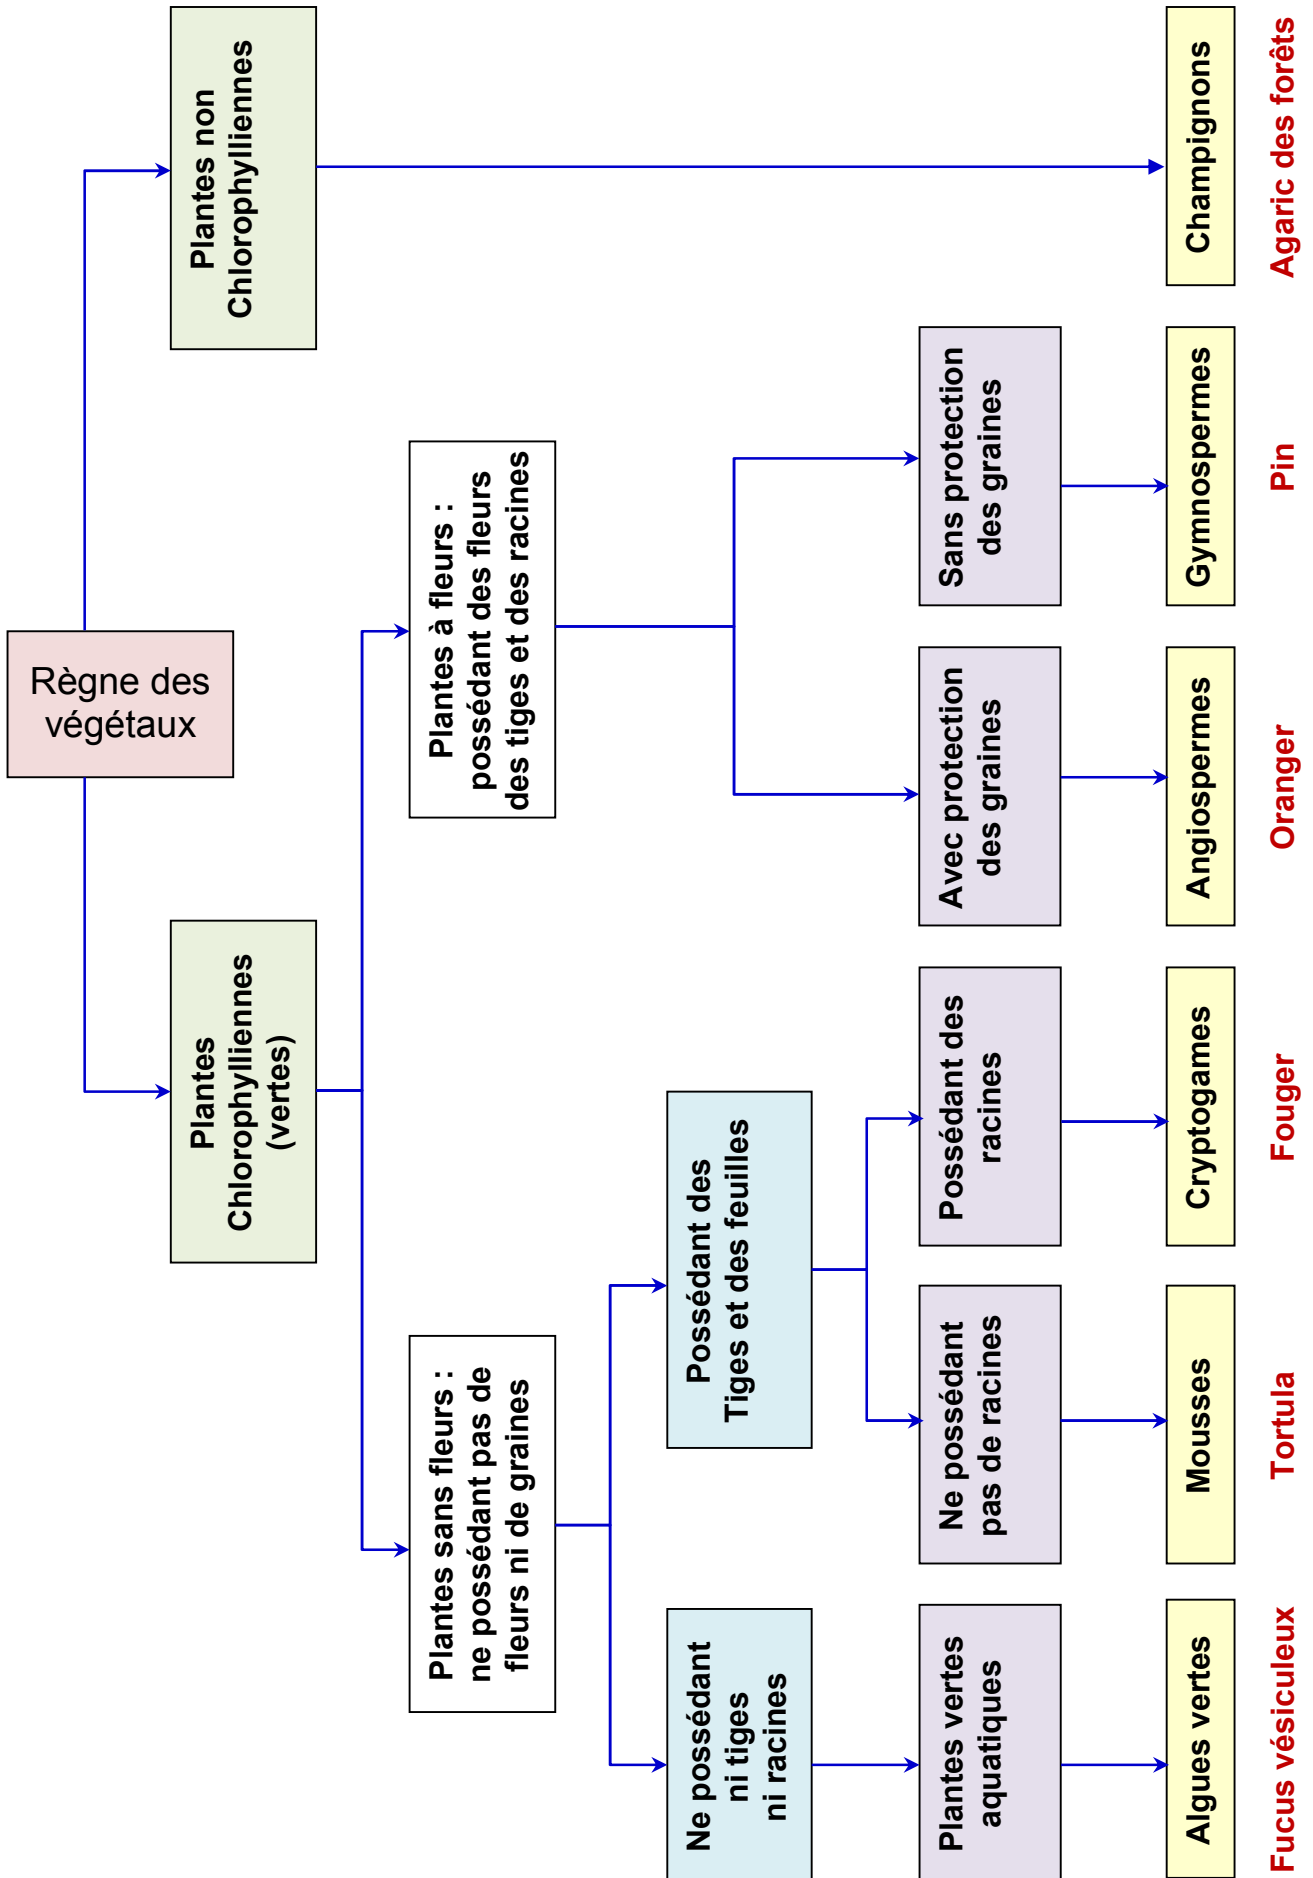 Règne des
végétaux
Plantes
Chlorophylliennes
(vertes)
Plantes non
Chlorophylliennes
Plantes sans fleurs :
ne possédant pas de
fleurs ni de graines
Plantes à fleurs :
possédant des fleurs
des tiges et des racines
Ne possédant
ni tiges
ni racines
Possédant des
Tiges et des feuilles
Plantes vertes
aquatiques
Ne possédant
pas de racines
Possédant des
racines
Avec protection
des graines
Sans protection
des graines
Algues vertes
Mousses
Cryptogames
Angiospermes
Gymnospermes
Champignons
Fucus vésiculeux
Tortula
Fouger
Oranger
Pin
Agaric des forêts